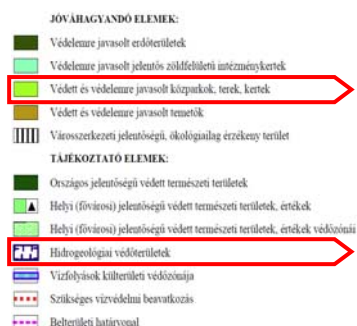 JÓVÁHAGYANDÓ ELEMEK:
Védelemre javasolt erdőterületek
Védelemre javasolt jelentős zöldfelületű intézménykertek
Védett és védelemre javasolt közparkok, terek, kertek
Védett és védelemre javasolt temetők
Városszerkezeti jelentőségű, ökológiailag érzékeny terület
TÁJÉKOZTATÓ ELEMEK:
Országos jelentőségű védett természeti területek
Helyi (fővárosi) jelentőségű védett természeti területek, értékek
Helyi (fővárosi) jelentőségű védett természeti területek, értékek védőzónái
Hidrogeológiai védőterületek
Vízfolyások külterületi védőzónája
Szükséges vízvédelmi beavatkozás
Belterületi határvonal